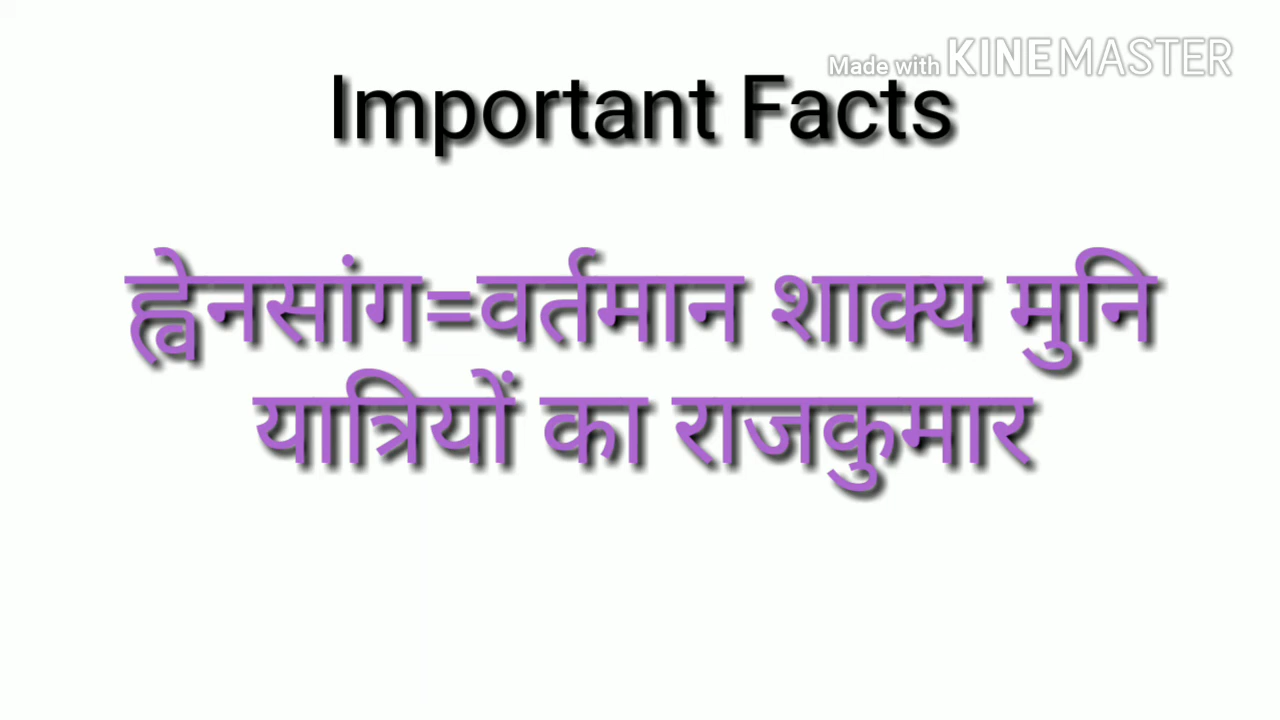 Made with KINEMASTER
Important Facts
ह्वेनसांग=वर्तमान शाक्य मुनि
यात्रियों का राजकुमार